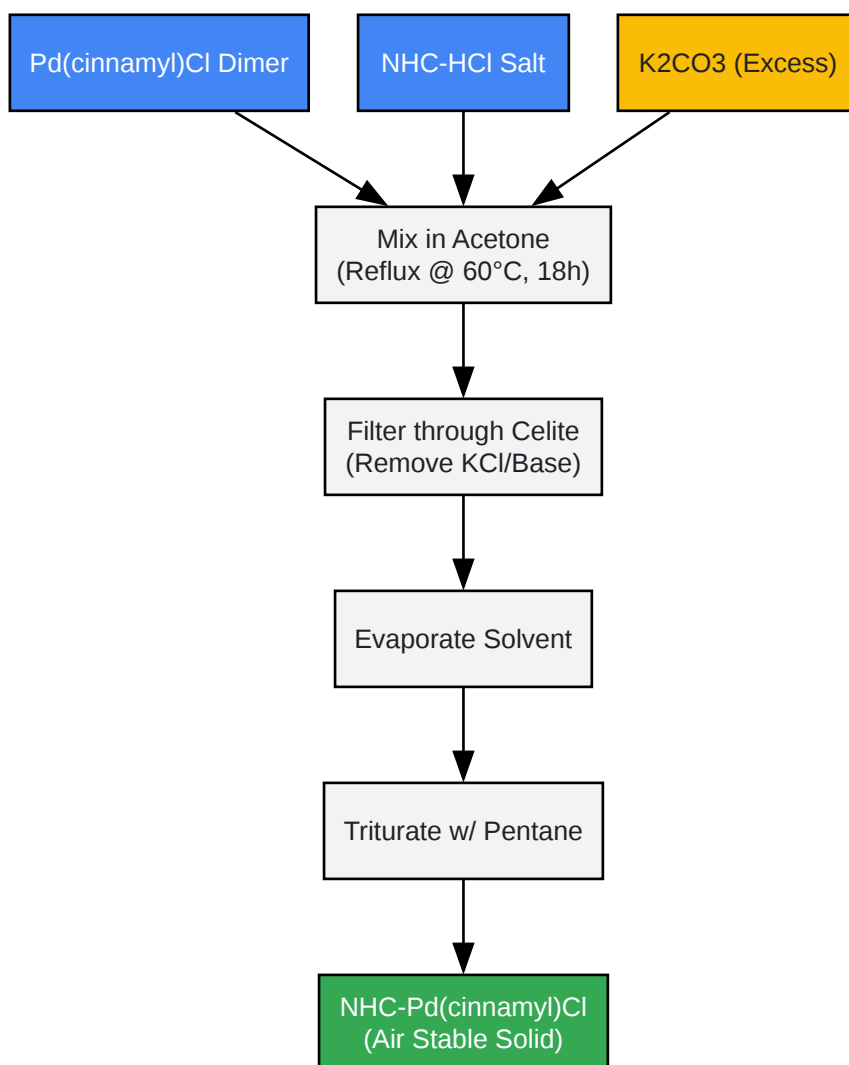 Pd(cinnamyl)Cl Dimer
NHC-HCl Salt
K2CO3 (Excess)
Mix in Acetone
(Reflux @ 60°C, 18h)
Filter through Celite
(Remove KCl/Base)
Evaporate Solvent
Triturate w/ Pentane
NHC-Pd(cinnamyl)Cl
(Air Stable Solid)